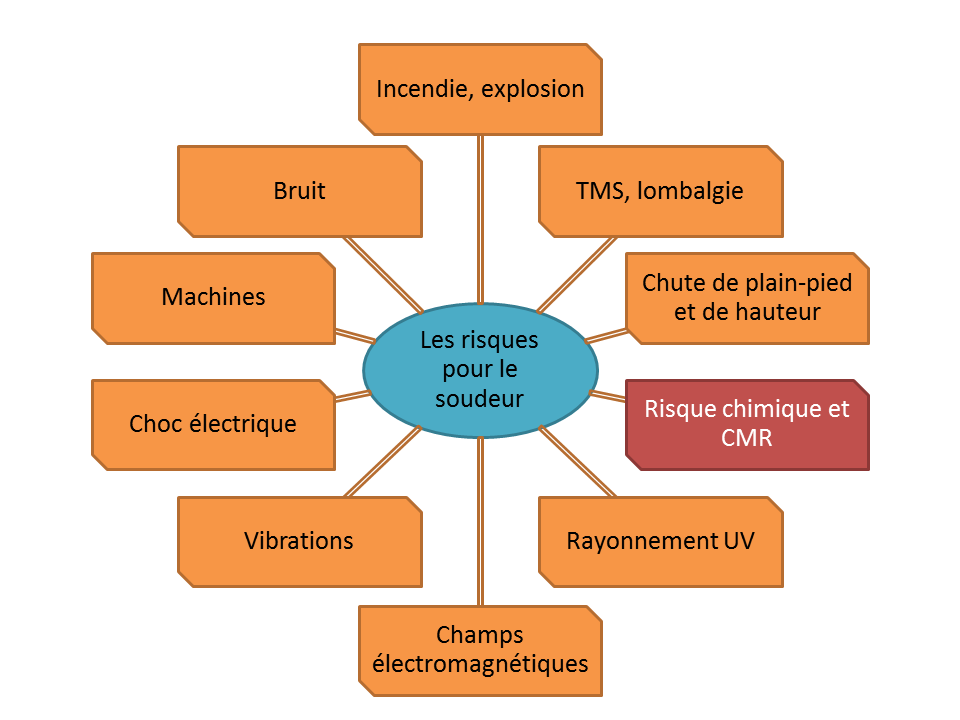 Incendie, explosion
Bruit
TMS, lombalgie
Machines
Chute de plain-pied
et de hauteur
Les risques
pour le
soudeur
Choc électrique
Risque chimique et
CMR
Vibrations
Rayonnement UV
Champs
électromagnétiques